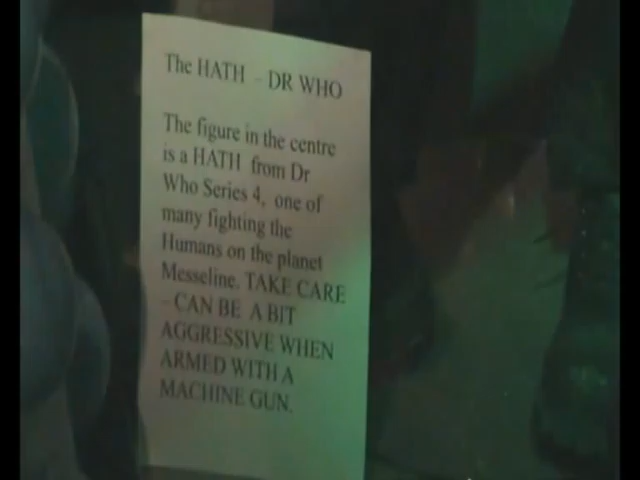 The HATH - DR WHO
The figure in the centre
is a HATH from Dr
Who Series 4, one of
many fighting the
Humans on the planet
Messeline. TAKE CARE
- CAN BE A BIT
AGGRESSIVE WHEN
ARMED WITH A
MACHINE GUN.